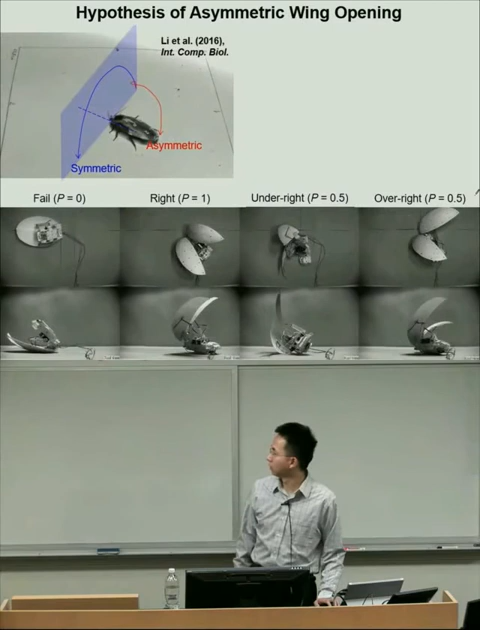 Hypothesis of Asymmetric Wing Opening
Li et al. (2016),
Int. Comp. Biol.
Asymmetric
Symmetric
Fail (P = 0)
Right (P = 1)
Under-right (P = 0.5)
Over-right (P = 0.5)